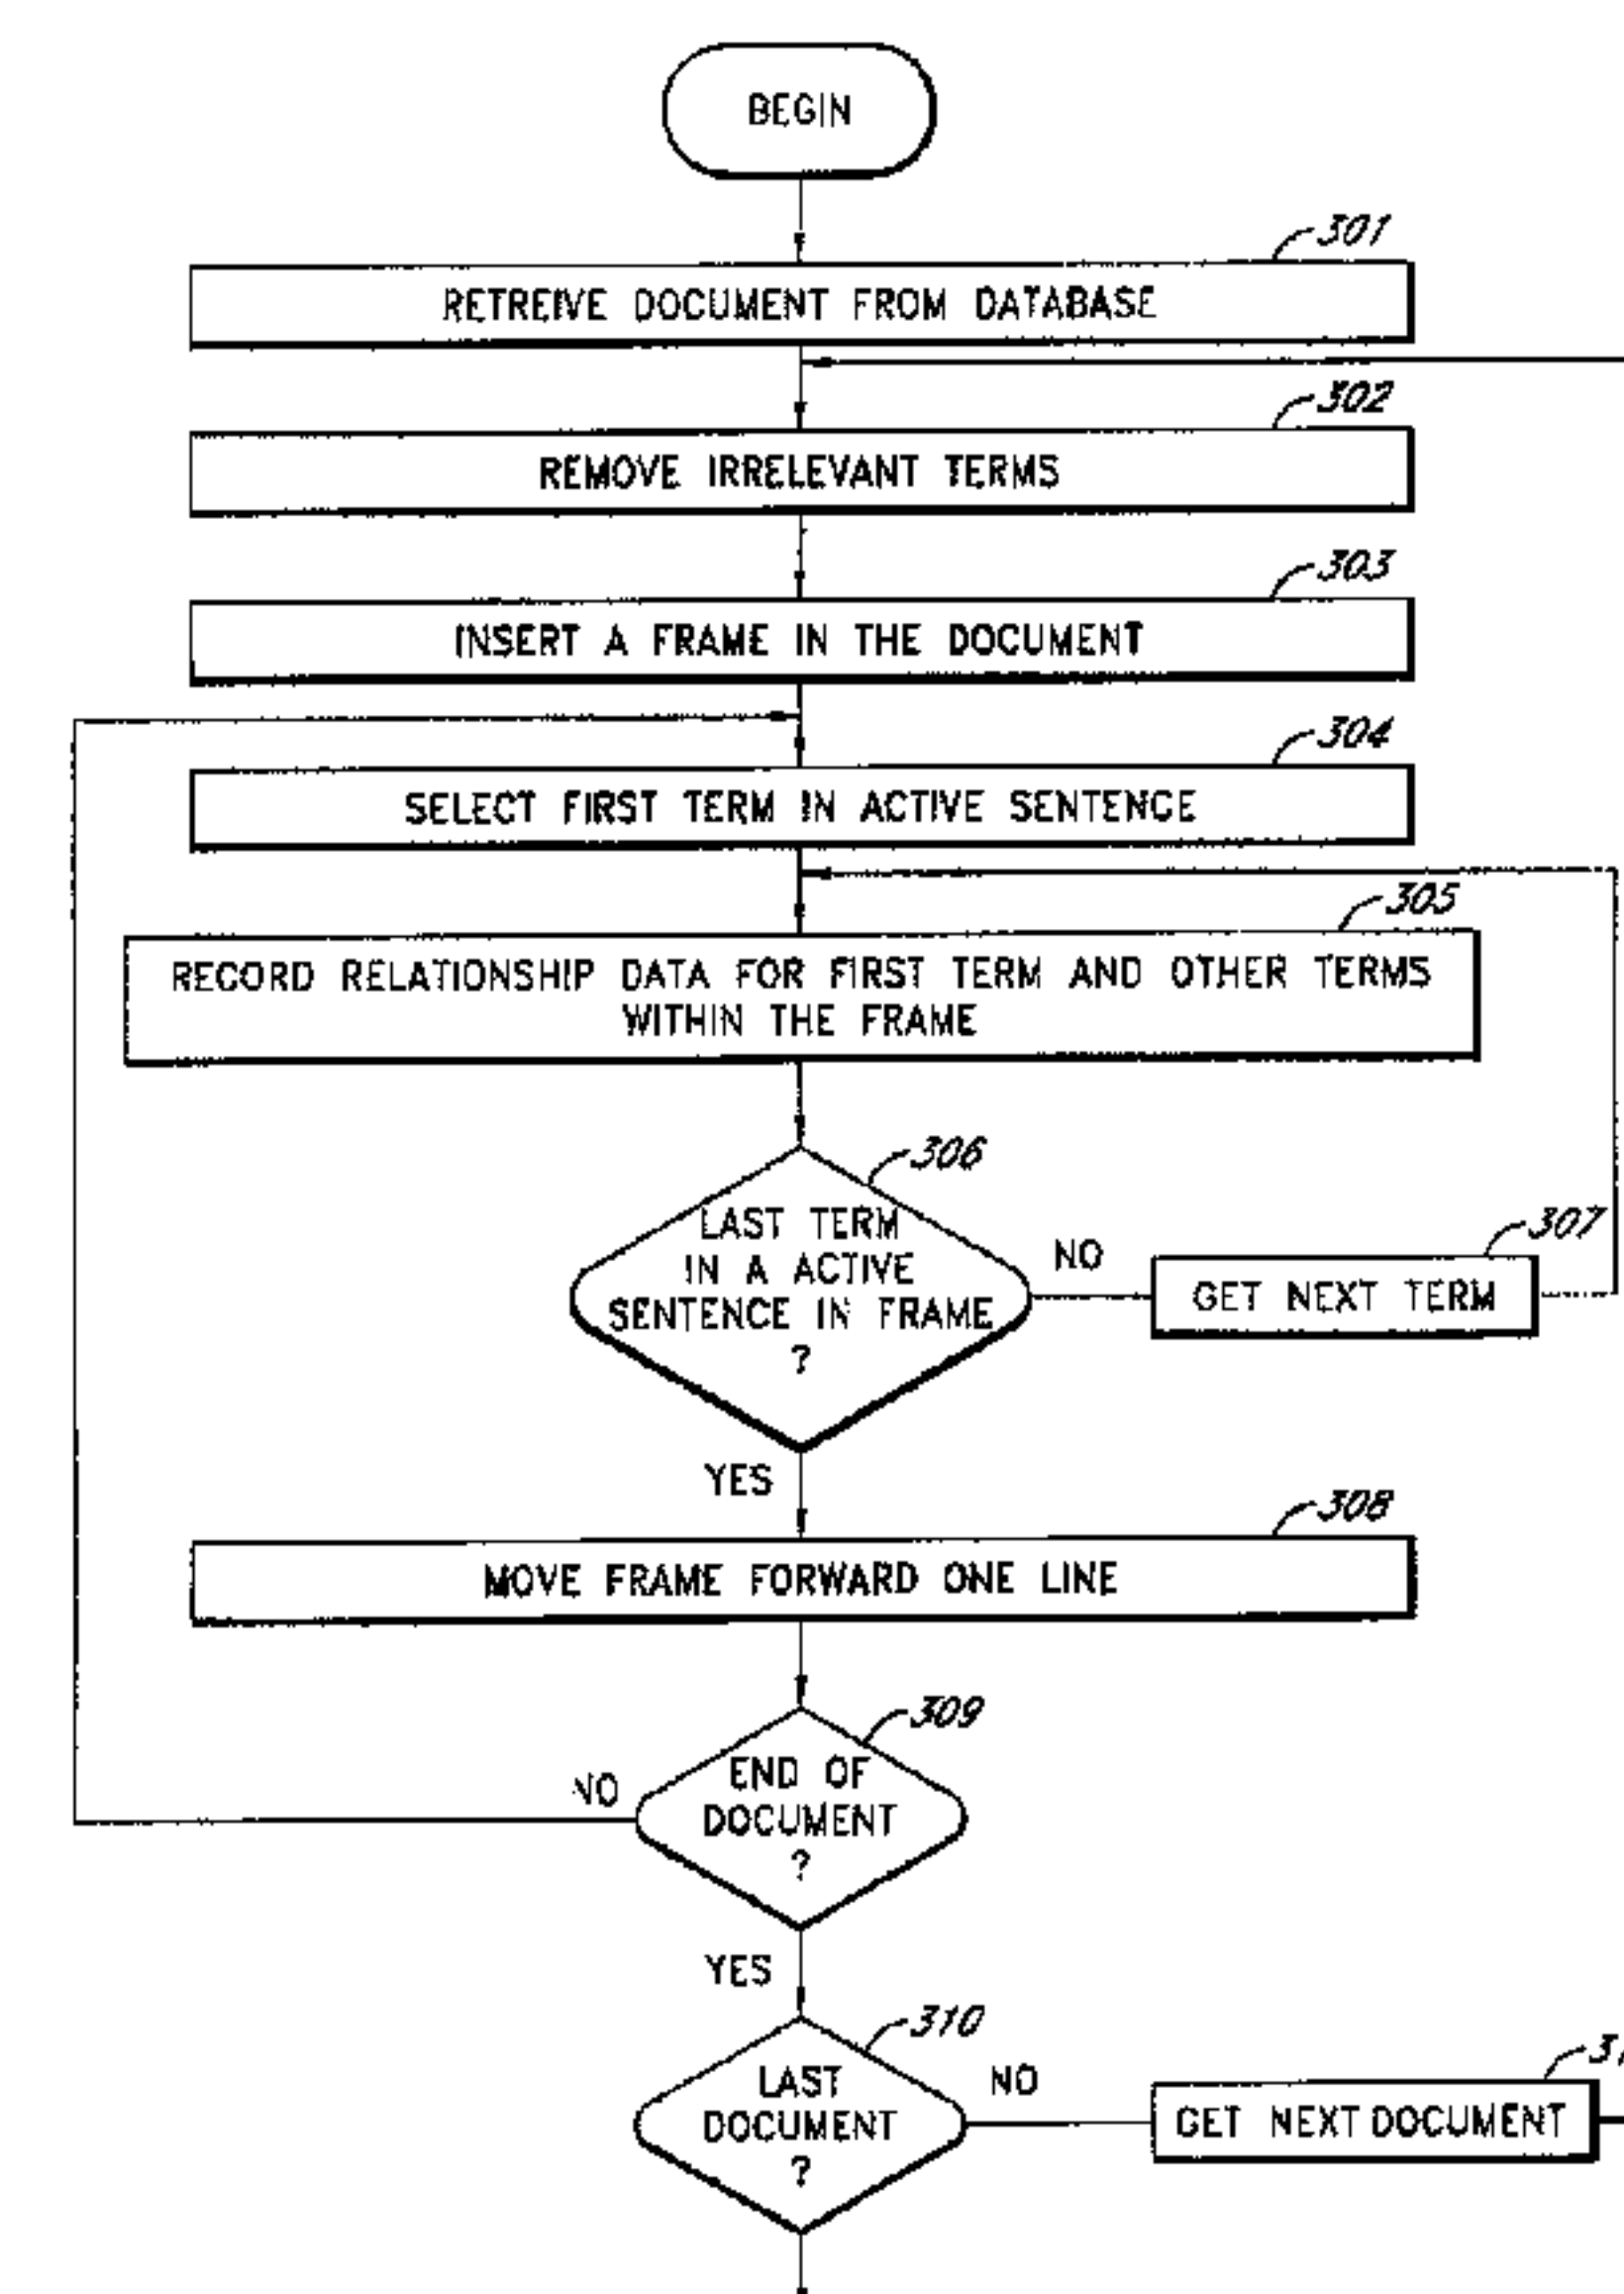 BEGIN
301
RETREIVE DOCUMENT FROM DATABASE
302
REMOVE IRRELEVANT TERMS
303
INSERT A FRAME IN THE DOCUMENT
304
SELECT FIRST TERM IN ACTIVE SENTENCE
305
RECORD RELATIONSHIP DATA FOR FIRST TERM AND OTHER TERMS
WITHIN THE FRAME
306
LAST TERM
IN A ACTIVE
SENTENCE IN FRAME
?
NO
307
GET NEXT TERM
YES
308
MOVE FRAME FORWARD ONE LINE
309
END OF
DOCUMENT
?
NO
YES
310
LAST
DOCUMENT
?
NO
GET NEXT DOCUMENT